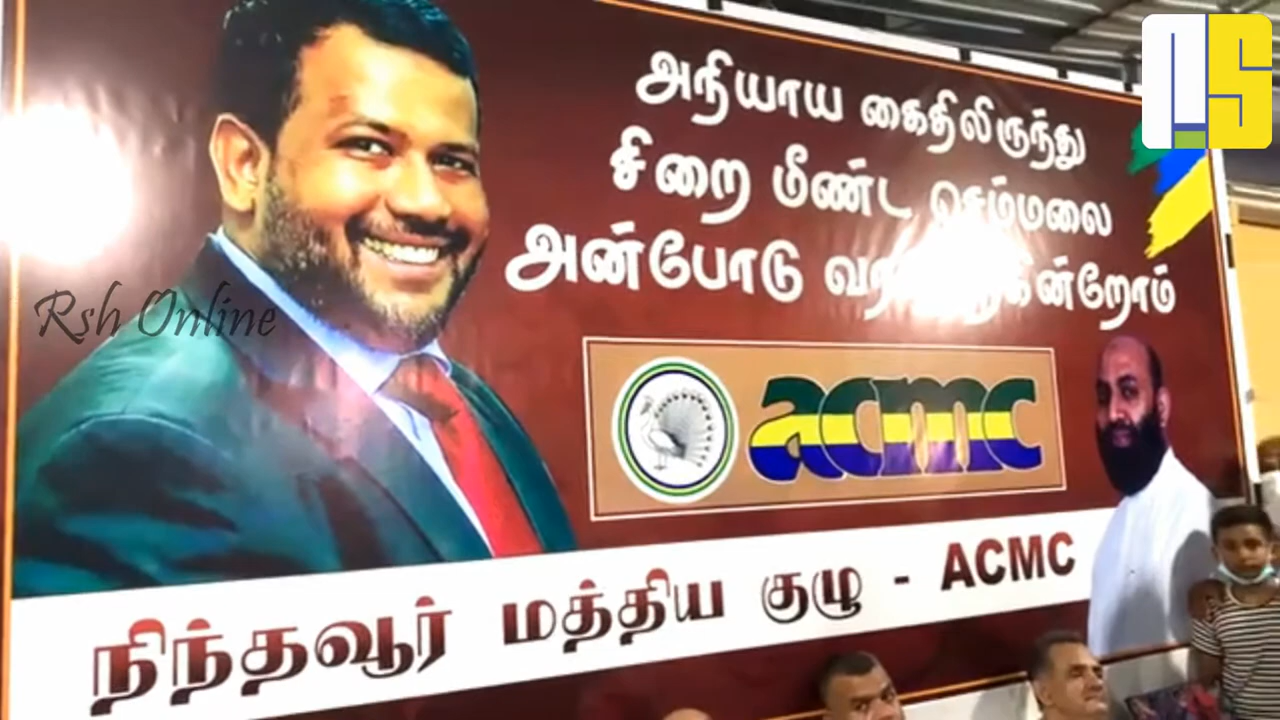 அநியாய கைதிலிருந்து
சிறை மீண்ட செம்மலை
அன்போடு
Rsh Online
acmc
நிந்தவூர் மத்திய குழு - ACMC